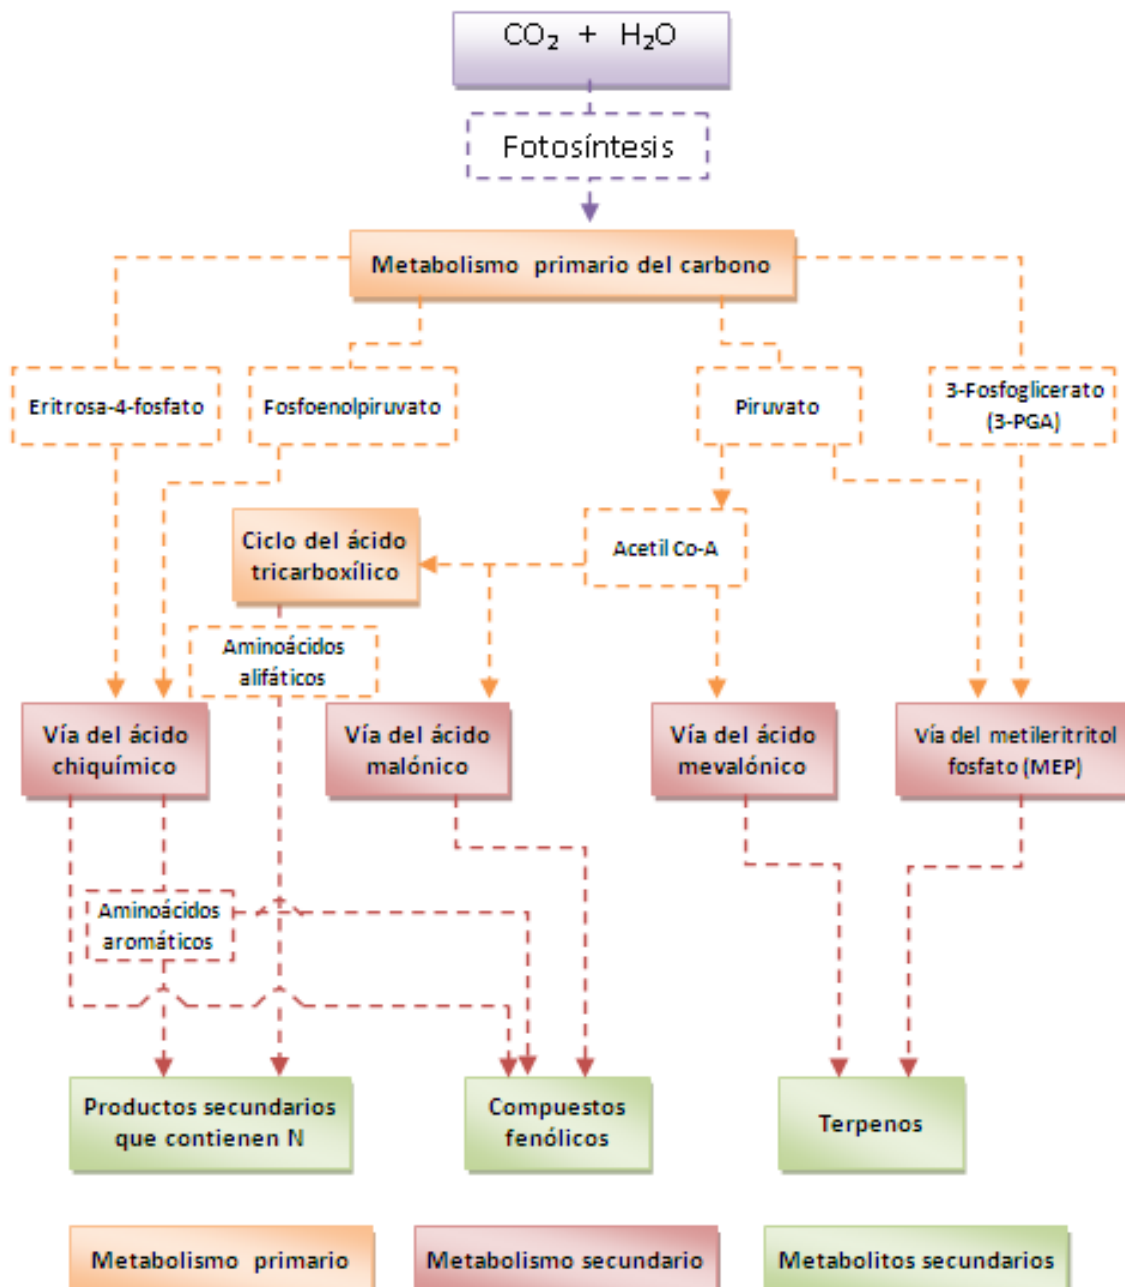 CO₂ + H₂O
Fotosíntesis
Metabolismo primario del carbono
Eritrosa-4-fosfato
Fosfoenolpiruvato
Piruvato
3-Fosfoglicerato
(3-PGA)
Ciclo del ácido
tricarboxílico
Acetil Co-A
Aminoácidos
alifáticos
Vía del ácido
chiquímico
Vía del ácido
malónico
Vía del ácido
mevalónico
Vía del metileritritol
fosfato (MEP)
Aminoácidos
aromáticos
Productos secundarios
que contienen N
Compuestos
fenólicos
Terpenos
Metabolismo primario
Metabolismo secundario
Metabolitos secundarios